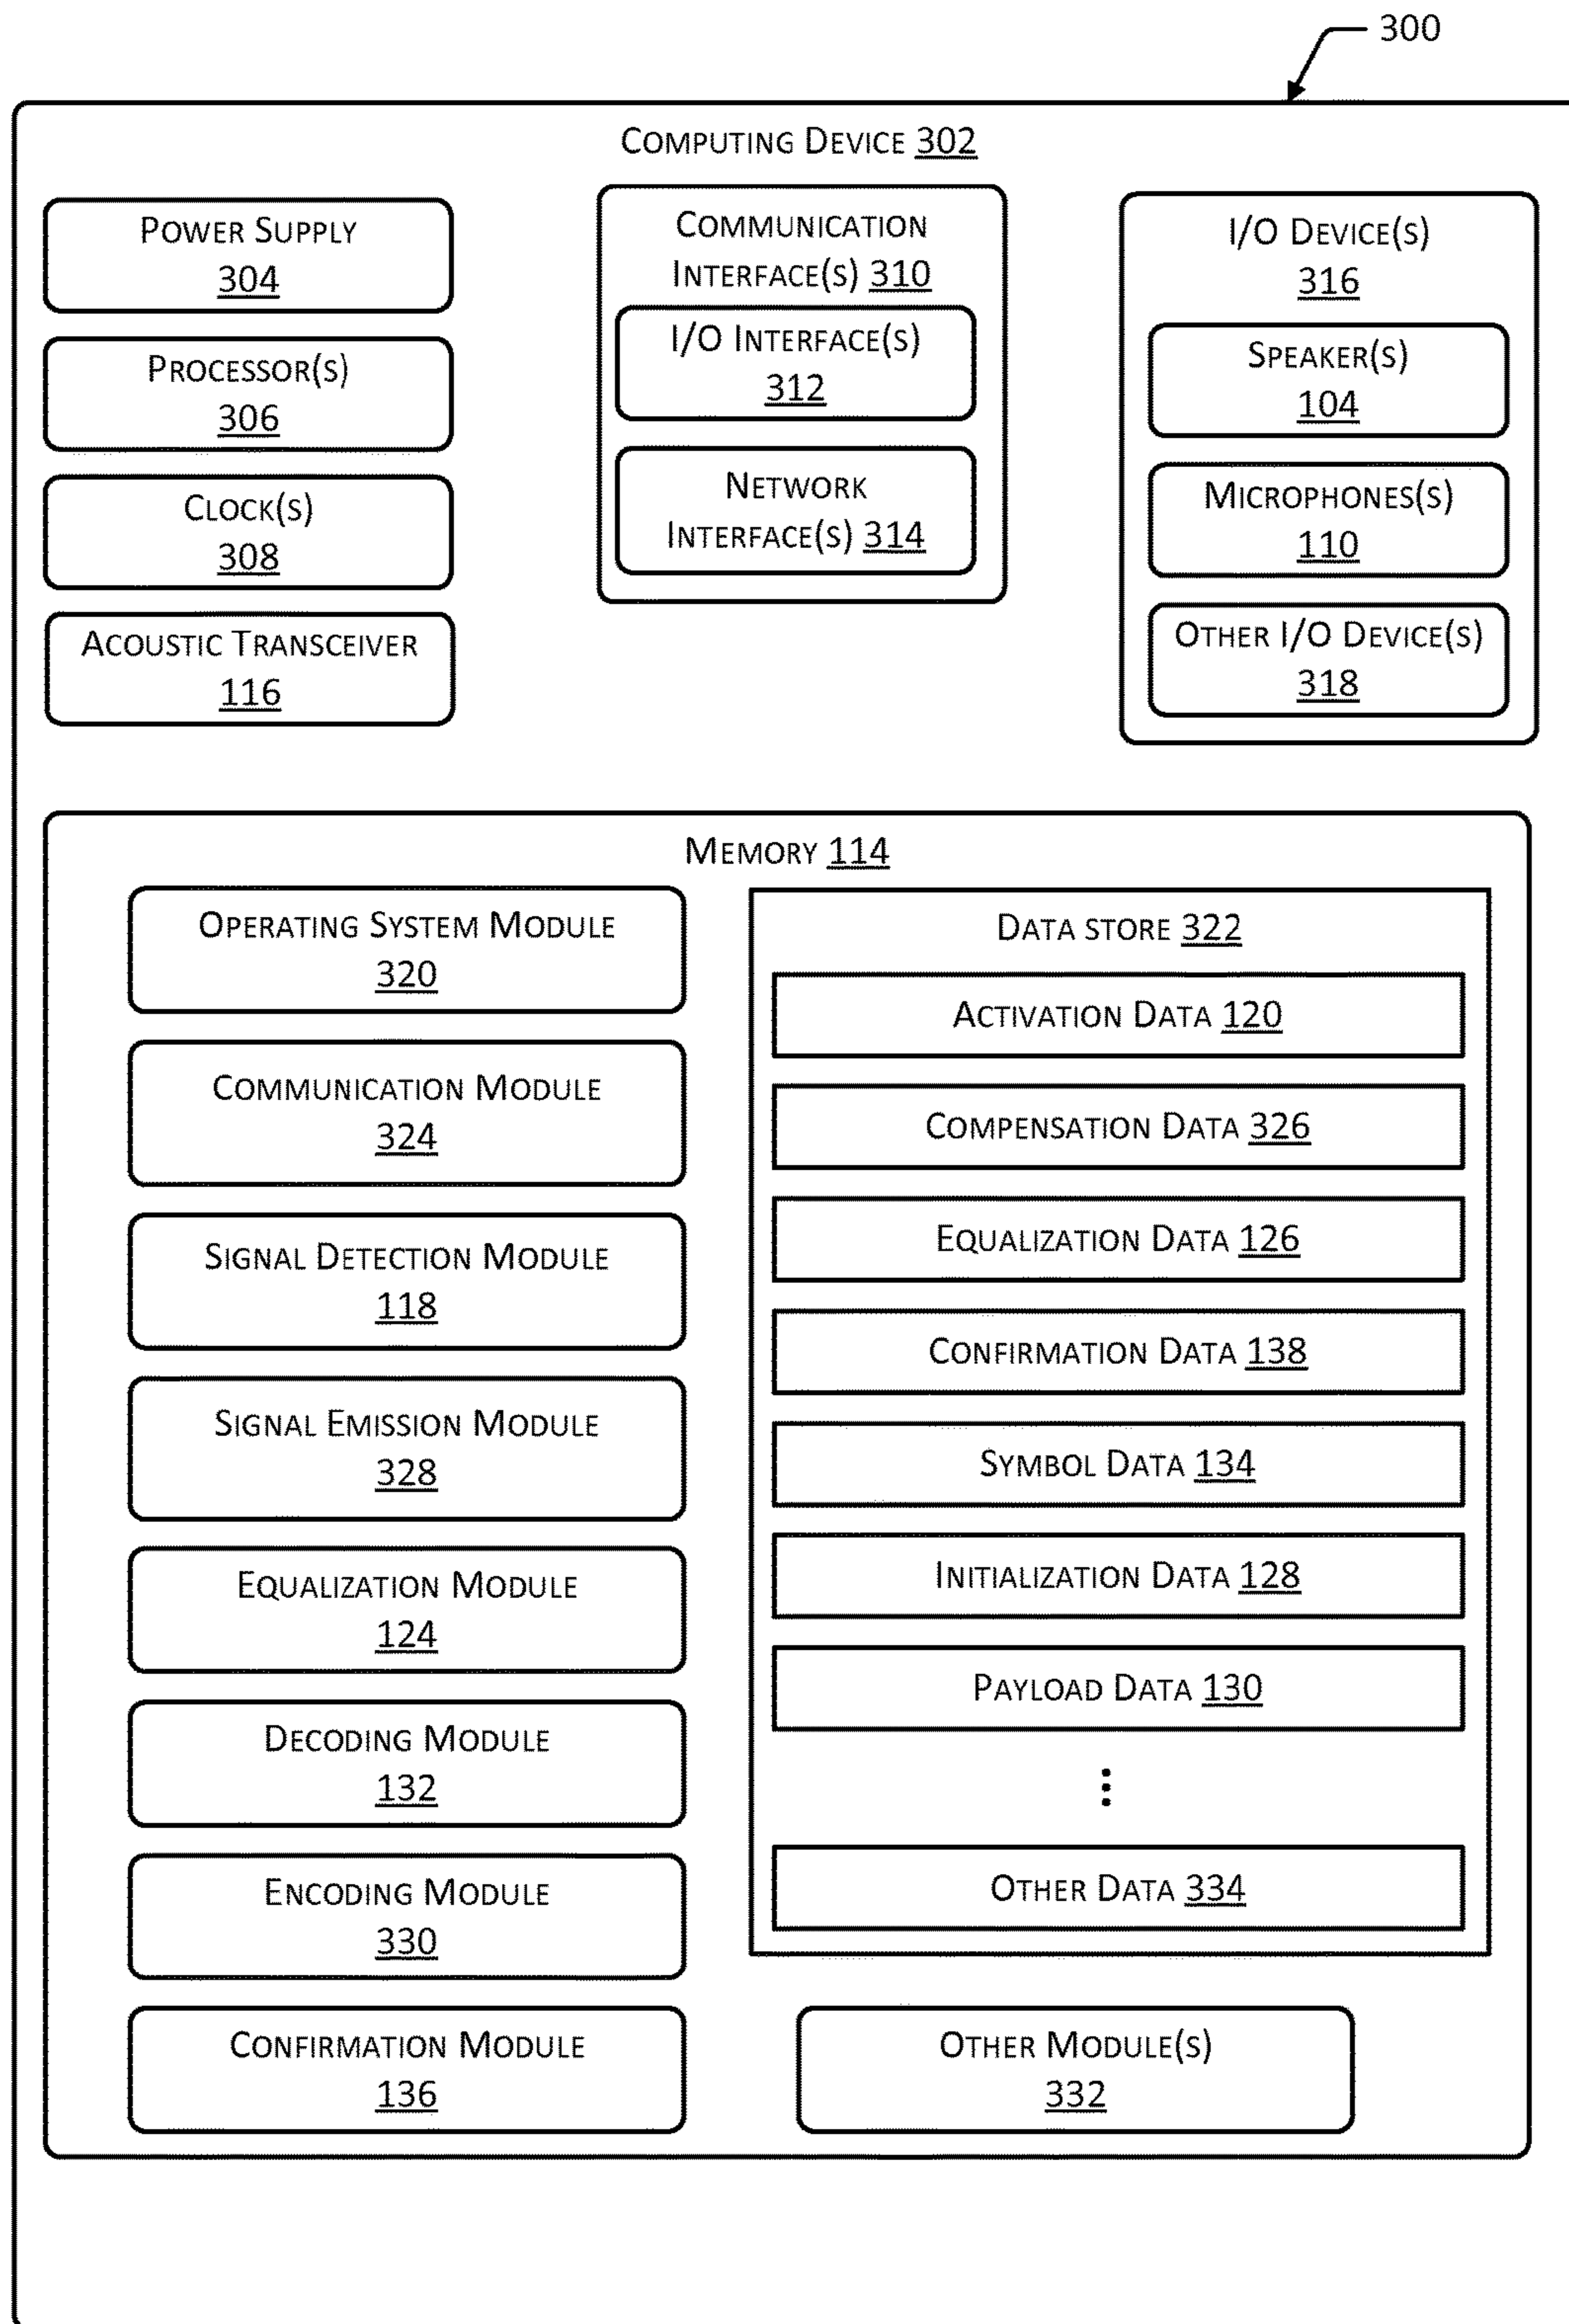 300
Computing Device 302
Power Supply
304
Processor(s)
306
Clock(s)
308
Acoustic Transceiver
116
Communication
Interface(s) 310
I/O Interface(s)
312
Network
Interface(s) 314
I/O Device(s)
316
Speaker(s)
104
Microphones(s)
110
Other I/O Device(s)
318
Memory 114
Operating System Module
320
Communication Module
324
Signal Detection Module
118
Signal Emission Module
328
Equalization Module
124
Decoding Module
132
Encoding Module
330
Confirmation Module
136
Data store 322
Activation Data 120
Compensation Data 326
Equalization Data 126
Confirmation Data 138
Symbol Data 134
Initialization Data 128
Payload Data 130
⋮
Other Data 334
Other Module(s)
332